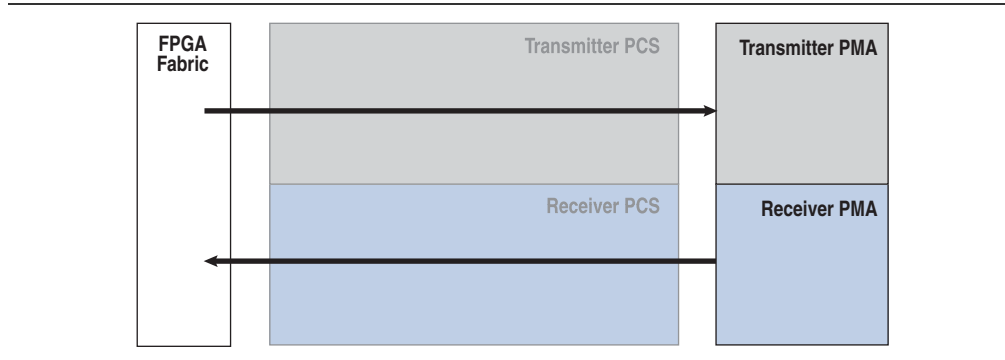 FPGA
Fabric
Transmitter PCS
Transmitter PMA
Receiver PCS
Receiver PMA